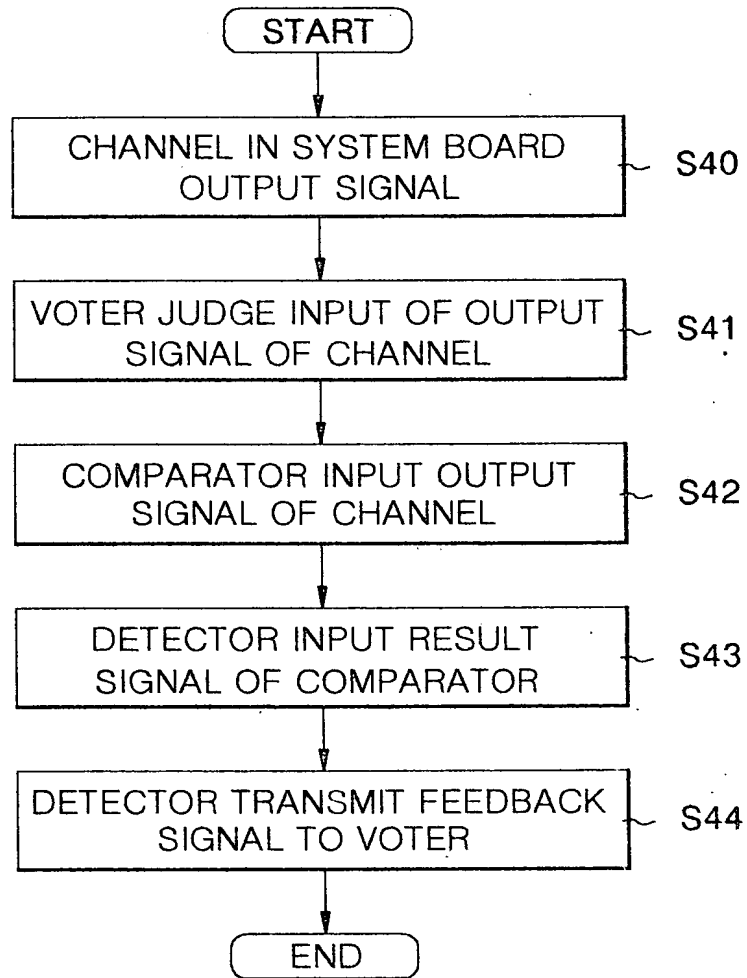 START
CHANNEL IN SYSTEM BOARD
OUTPUT SIGNAL
S40
VOTER JUDGE INPUT OF OUTPUT
SIGNAL OF CHANNEL
S41
COMPARATOR INPUT OUTPUT
SIGNAL OF CHANNEL
S42
DETECTOR INPUT RESULT
SIGNAL OF COMPARATOR
S43
DETECTOR TRANSMIT FEEDBACK
SIGNAL TO VOTER
S44
END